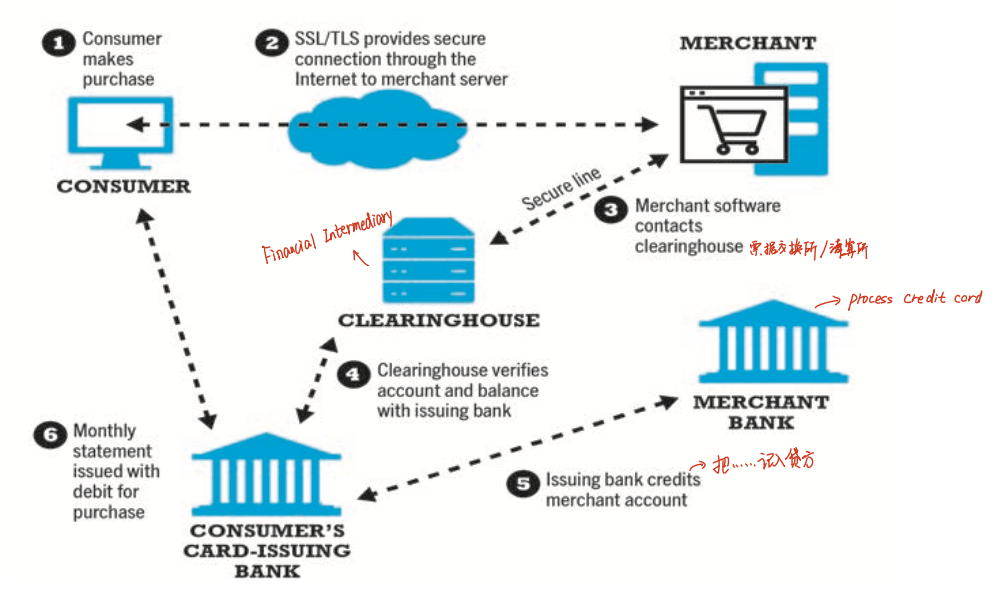 1 Consumer
makes
purchase
2 SSL/TLS provides secure
connection through the
Internet to merchant server
MERCHANT
CONSUMER
Secure line
3 Merchant software
contacts
clearinghouse 票据交换所/清算所
Financial Intermediary
CLEARINGHOUSE
process credit card
4 Clearinghouse verifies
account and balance
with issuing bank
MERCHANT
BANK
6 Monthly
statement
issued with
debit for
purchase
5 Issuing bank credits
merchant account
把……记入贷方
CONSUMER'S
CARD-ISSUING
BANK